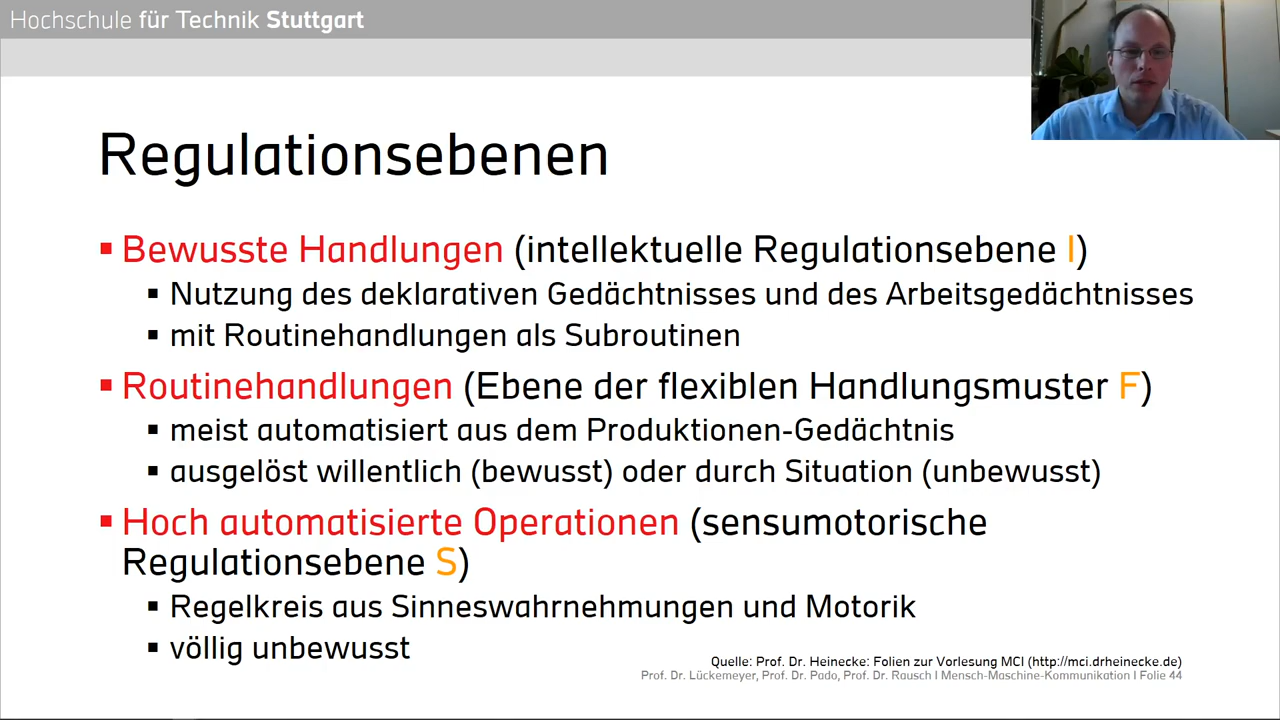 Hochschule für Technik Stuttgart
Regulationsebenen
Bewusste Handlungen (intellektuelle Regulationsebene I)
Nutzung des deklarativen Gedächtnisses und des Arbeitsgedächtnisses
mit Routinehandlungen als Subroutinen
Routinehandlungen (Ebene der flexiblen Handlungsmuster F)
meist automatisiert aus dem Produktionen-Gedächtnis
ausgelöst willentlich (bewusst) oder durch Situation (unbewusst)
Hoch automatisierte Operationen (sensumotorische
Regulationsebene S)
Regelkreis aus Sinneswahrnehmungen und Motorik
völlig unbewusst
Quelle: Prof. Dr. Heinecke: Folien zur Vorlesung MCI (http://mci.drheinecke.de)
Prof. Dr. Lückemeyer, Prof. Dr. Pado, Prof. Dr. Rausch I Mensch-Maschine-Kommunikation I Folie 44